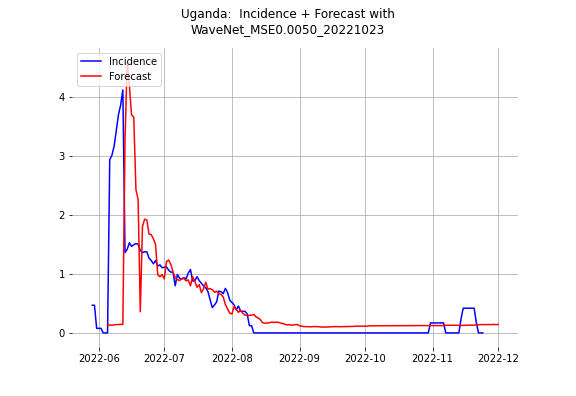 Uganda:  Incidence + Forecast with
WaveNet_MSE0.0050_20221023
Incidence
Forecast
4
3
2
1
0
2022-06 2022-07 2022-08 2022-09 2022-10 2022-11 2022-12